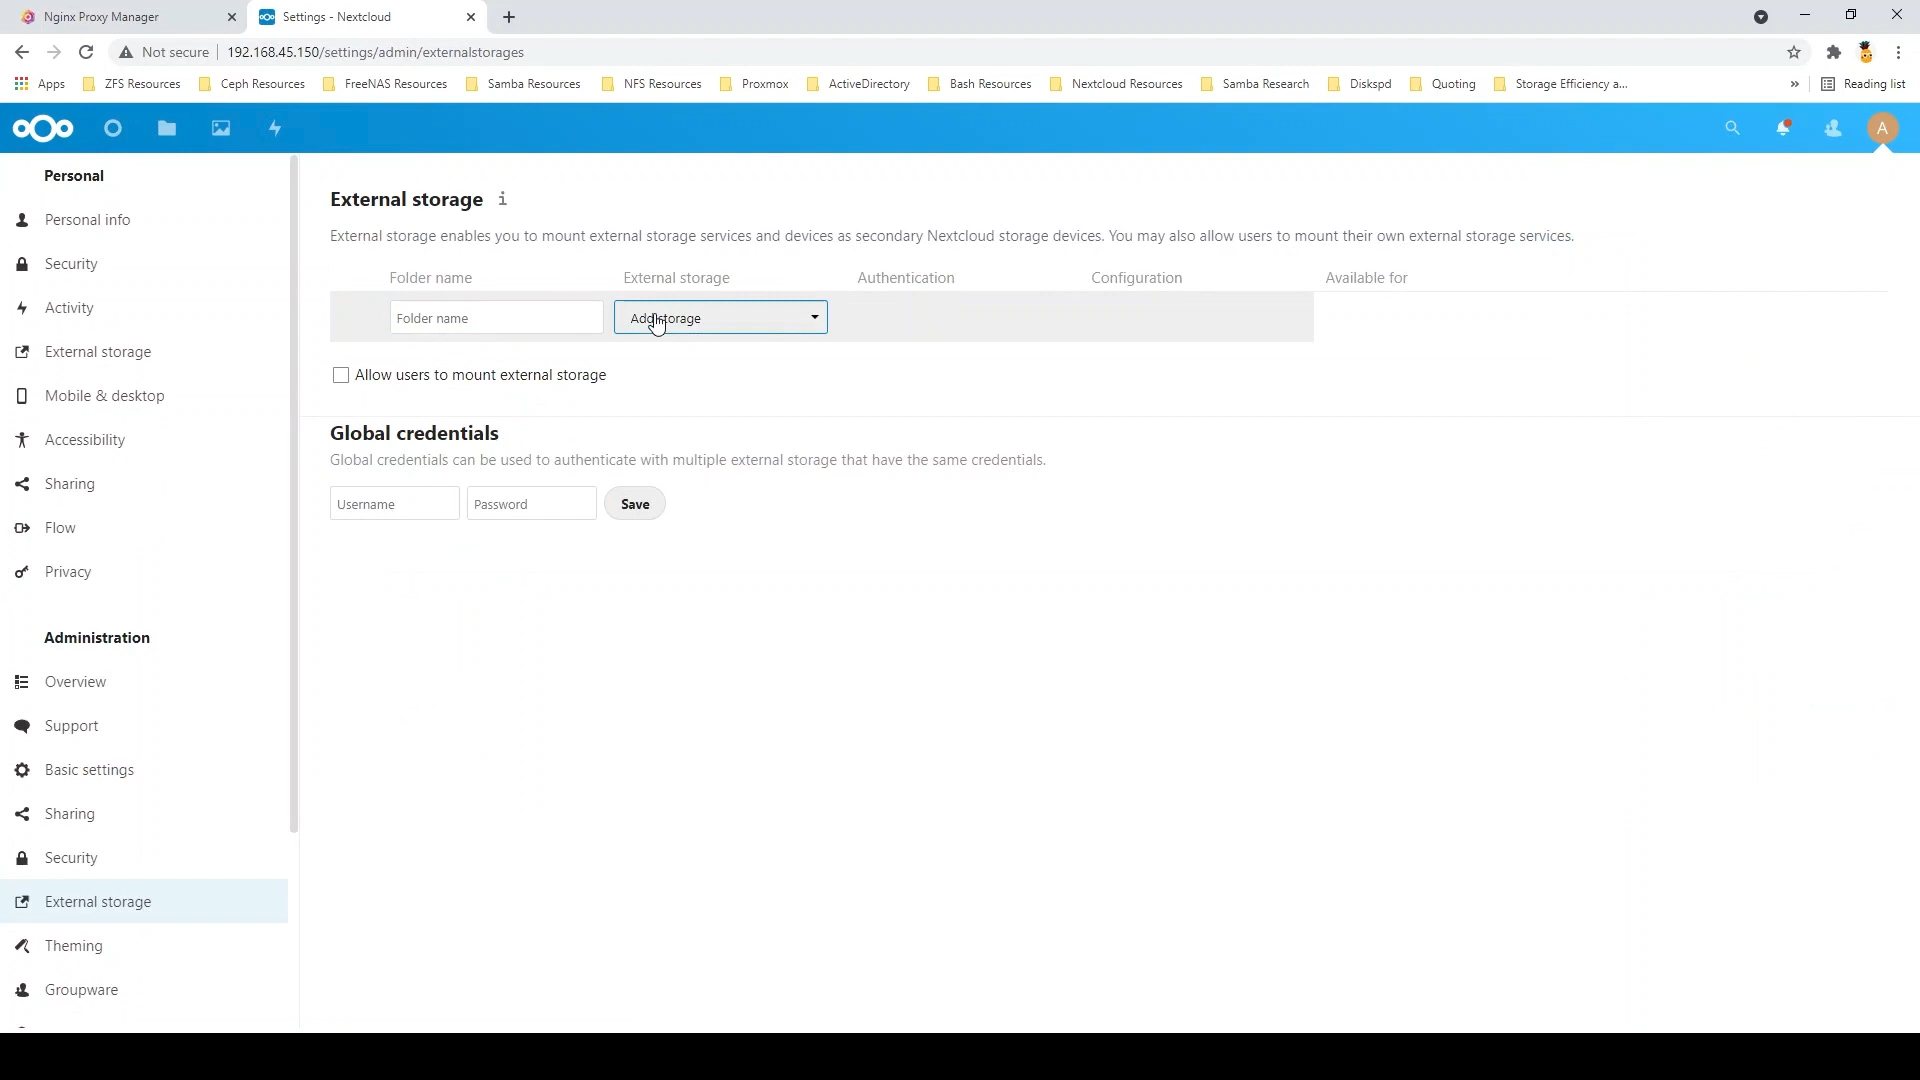 Nginx Proxy Manager
Settings - Nextcloud
Not secure 192.168.45.150/settings/admin/externalstorages
Apps ZFS Resources Ceph Resources FreeNAS Resources Samba Resources NFS Resources Proxmox ActiveDirectory Bash Resources Nextcloud Resources Samba Research Diskspd Quoting Storage Efficiency a... » Reading list
A
Personal
Personal info
Security
Activity
External storage
Mobile & desktop
Accessibility
Sharing
Flow
Privacy
Administration
Overview
Support
Basic settings
Sharing
Security
External storage
Theming
Groupware
External storage i
External storage enables you to mount external storage services and devices as secondary Nextcloud storage devices. You may also allow users to mount their own external storage services.
Folder name External storage Authentication Configuration Available for
Folder name Add storage
Allow users to mount external storage
Global credentials
Global credentials can be used to authenticate with multiple external storage that have the same credentials.
Username Password Save